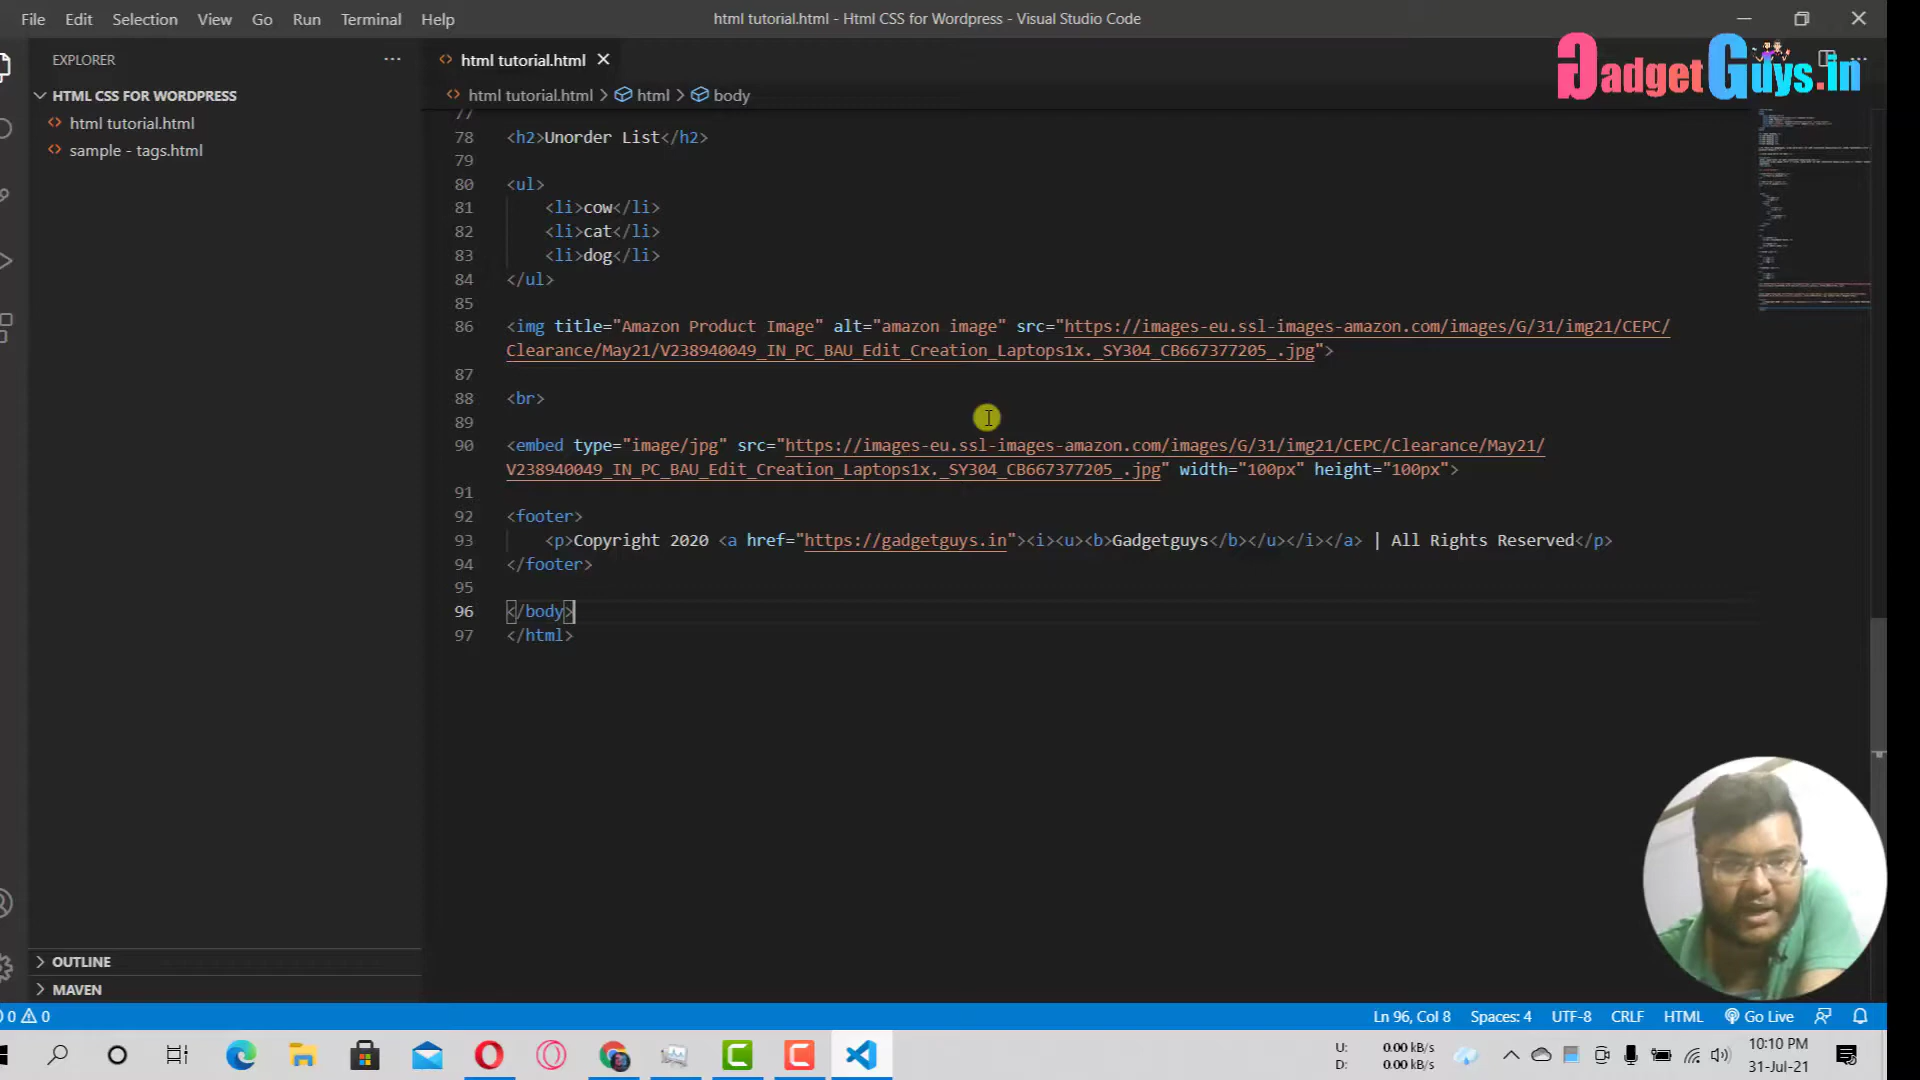 File Edit Selection View Go Run Terminal Help
html tutorial.html - Html CSS for Wordpress - Visual Studio Code
GadgetGuys.in
EXPLORER
html tutorial.html
HTML CSS FOR WORDPRESS
html tutorial.html
sample - tags.html
html tutorial.html > html > body
77
78 <h2>Unorder List</h2>
79
80 <ul>
81 <li>cow</li>
82 <li>cat</li>
83 <li>dog</li>
84 </ul>
85
86 <img title="Amazon Product Image" alt="amazon image" src="https://images-eu.ssl-images-amazon.com/images/G/31/img21/CEPC/
Clearance/May21/V238940049_IN_PC_BAU_Edit_Creation_Laptops1x._SY304_CB667377205_.jpg">
87
88 <br>
89
90 <embed type="image/jpg" src="https://images-eu.ssl-images-amazon.com/images/G/31/img21/CEPC/Clearance/May21/
V238940049_IN_PC_BAU_Edit_Creation_Laptops1x._SY304_CB667377205_.jpg" width="100px" height="100px">
91
92 <footer>
93 <p>Copyright 2020 <a href="https://gadgetguys.in"><i><u><b>Gadgetguys</b></u></i></a> | All Rights Reserved</p>
94 </footer>
95
96 </body>
97 </html>
OUTLINE
MAVEN
0 0
Ln 96, Col 8 Spaces: 4 UTF-8 CRLF HTML Go Live
U: 0.00 kB/s
D: 0.00 kB/s
10:10 PM
31-Jul-21